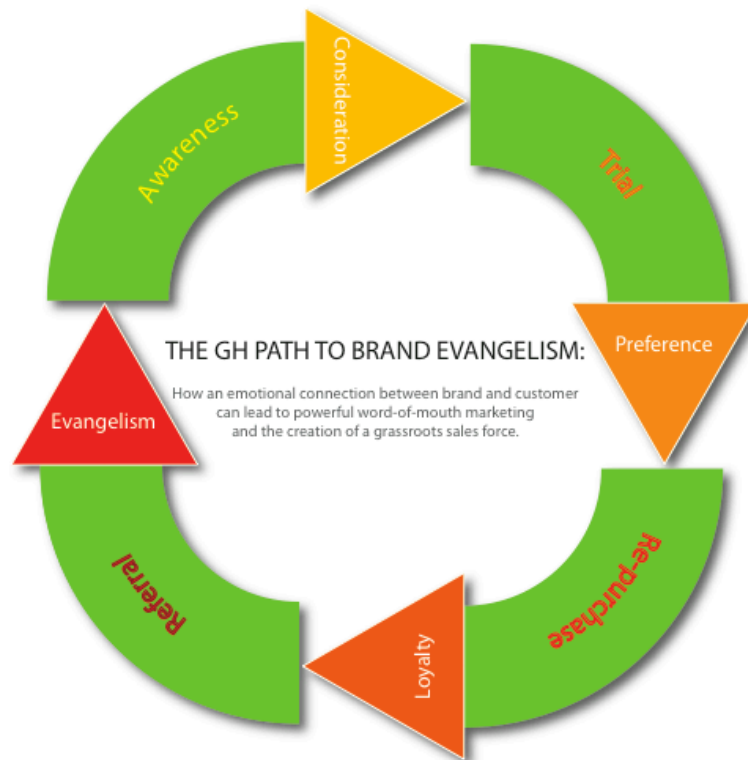 Awareness
Consideration
Trial
Preference
Re-purchase
Loyalty
Referral
Evangelism
THE GH PATH TO BRAND EVANGELISM:
How an emotional connection between brand and customer
can lead to powerful word-of-mouth marketing
and the creation of a grassroots sales force.